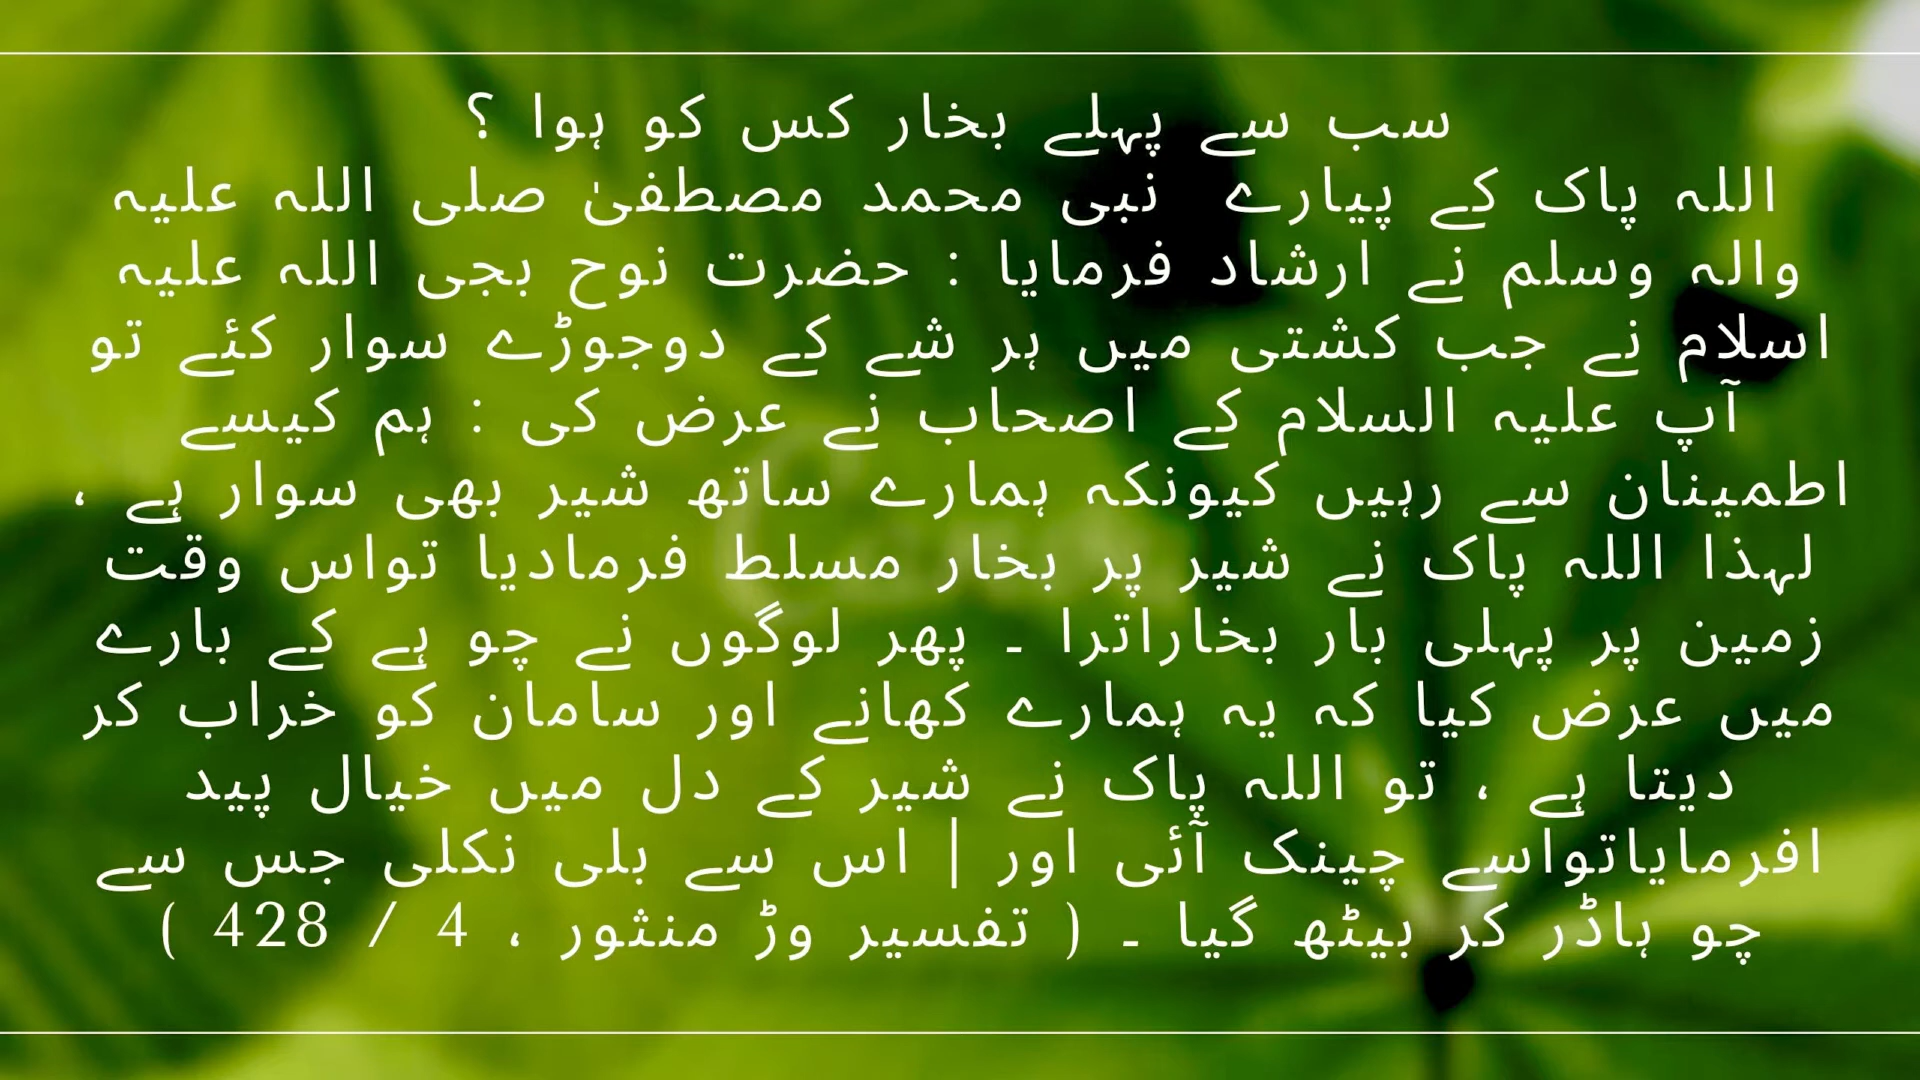 سب سے پہلے بخار کس کو ہوا ؟
اللہ پاک کے پیارے نبی محمد مصطفیٰ صلی اللہ علیہ
والہ وسلم نے ارشاد فرمایا : حضرت نوح بجی اللہ علیہ
اسلام نے جب کشتی میں ہر شے کے دوجوڑے سوار کئے تو
آپ علیہ السلام کے اصحاب نے عرض کی : ہم کیسے
اطمینان سے رہیں کیونکہ ہمارے ساتھ شیر بھی سوار ہے ،
لہذا اللہ پاک نے شیر پر بخار مسلط فرمادیا تواس وقت
زمین پر پہلی بار بخاراترا ۔ پھر لوگوں نے چو ہے کے بارے
میں عرض کیا کہ یہ ہمارے کھانے اور سامان کو خراب کر
دیتا ہے ، تو اللہ پاک نے شیر کے دل میں خیال پید
افرمایاتواسے چینک آئی اور | اس سے بلی نکلی جس سے
چو ہاڈر کر بیٹھ گیا ۔ ( تفسیر وڑ منثور ، 4 / 428 )